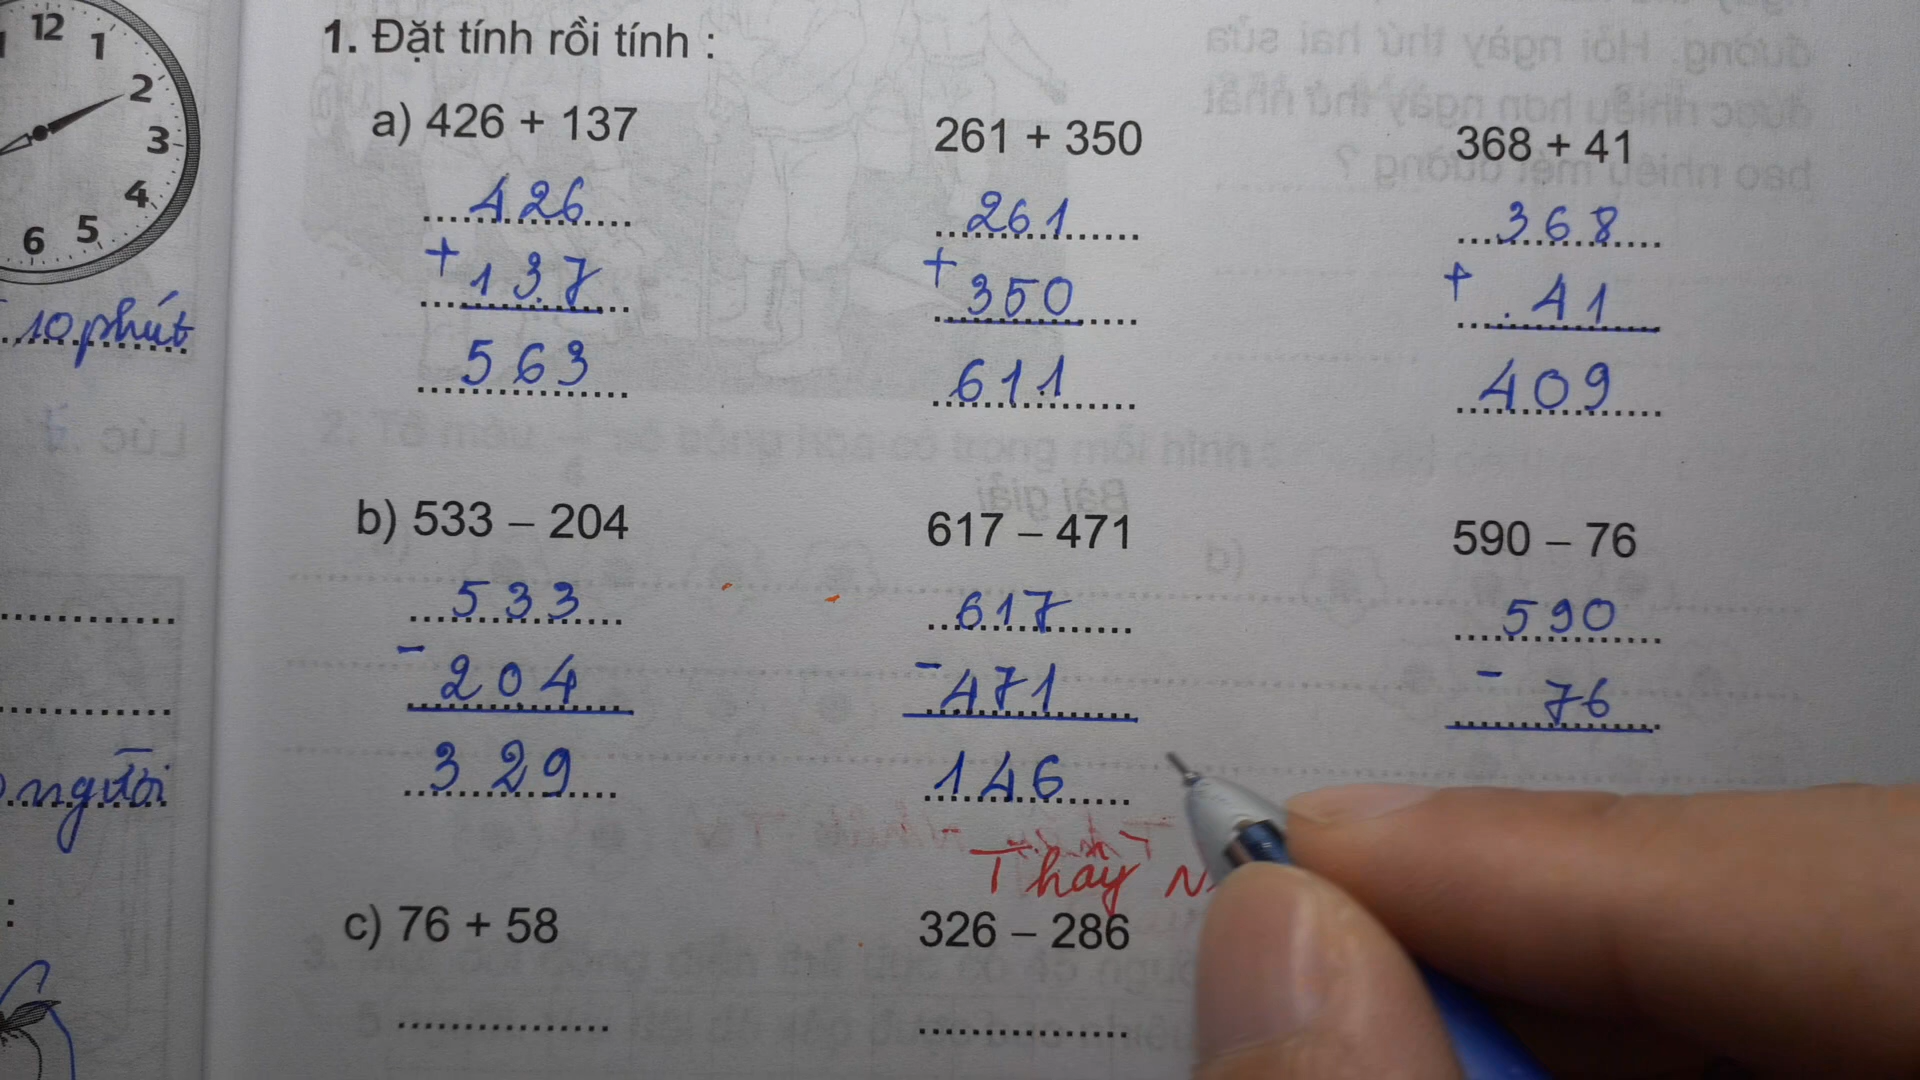 12
1
2
3
4
5
6
10 phút
người
:
1. Đặt tính rồi tính :
a) 426 + 137
261 + 350
368 + 41
426
261
368
+
+
+
137
350
41
563
611
409
b) 533 – 204
617 – 471
590 – 76
533
617
590
-
-
-
204
471
76
329
146
Thầy
c) 76 + 58
326 – 286